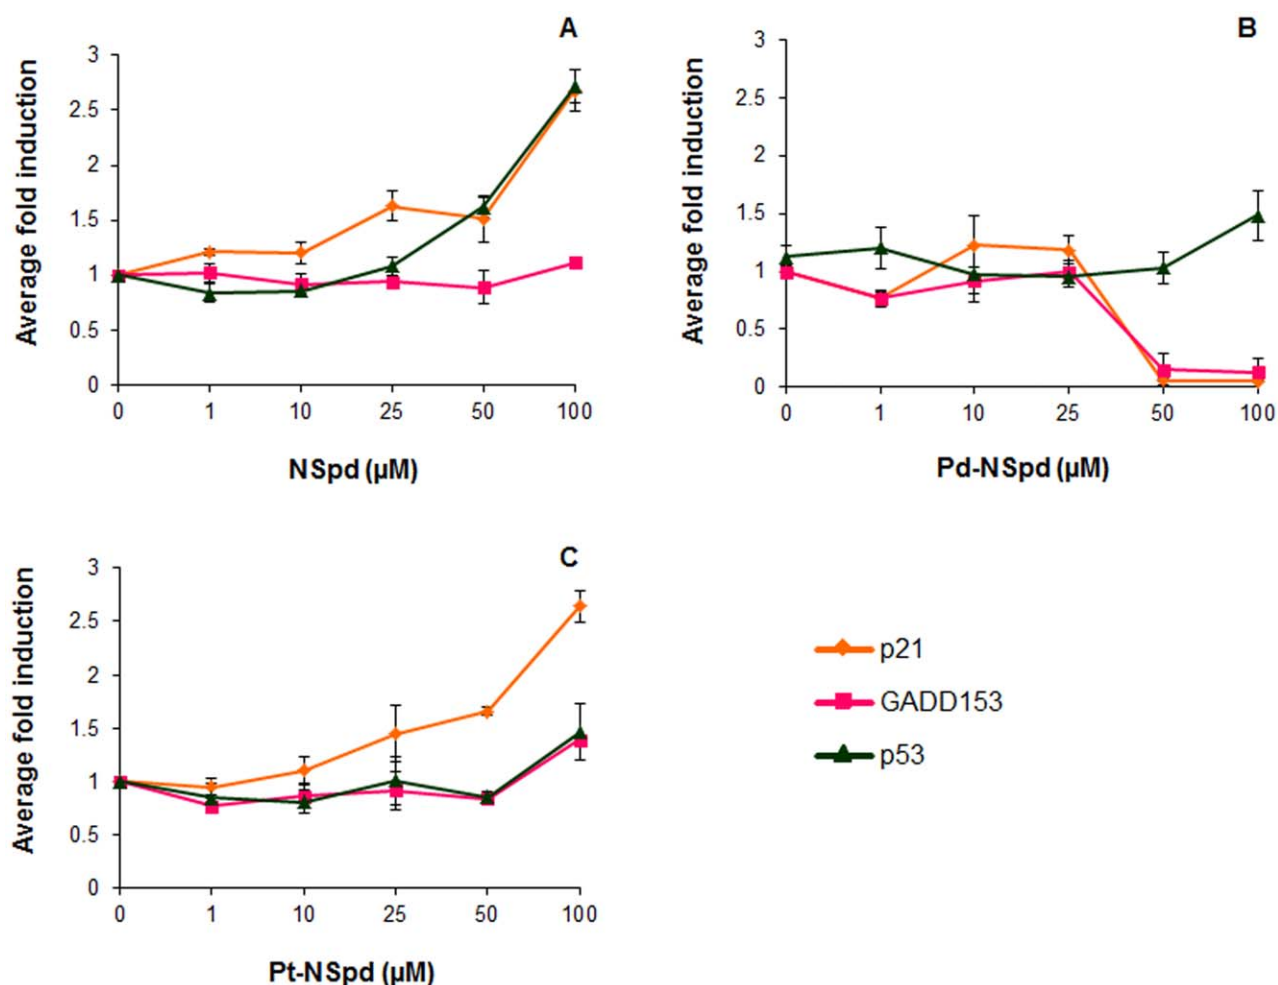 A
Average fold induction
3
2.5
2
1.5
1
0.5
0
0 1 10 25 50 100
NSpd (µM)
B
Average fold induction
3
2.5
2
1.5
1
0.5
0
0 1 10 25 50 100
Pd-NSpd (µM)
C
Average fold induction
3
2.5
2
1.5
1
0.5
0
0 1 10 25 50 100
Pt-NSpd (µM)
p21
GADD153
p53